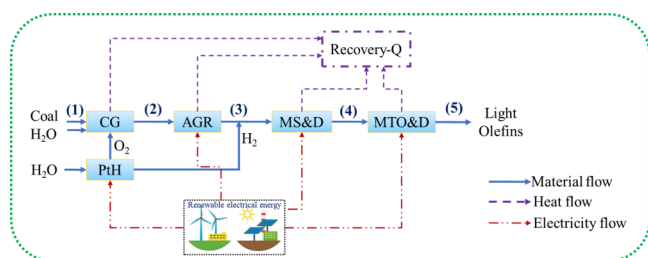 Recovery-Q
Coal (1) (2) (3) (4) (5) Light
H₂O CG AGR MS&D MTO&D Olefins
O₂ H₂
H₂O PtH
Renewable electrical energy
Material flow
Heat flow
Electricity flow